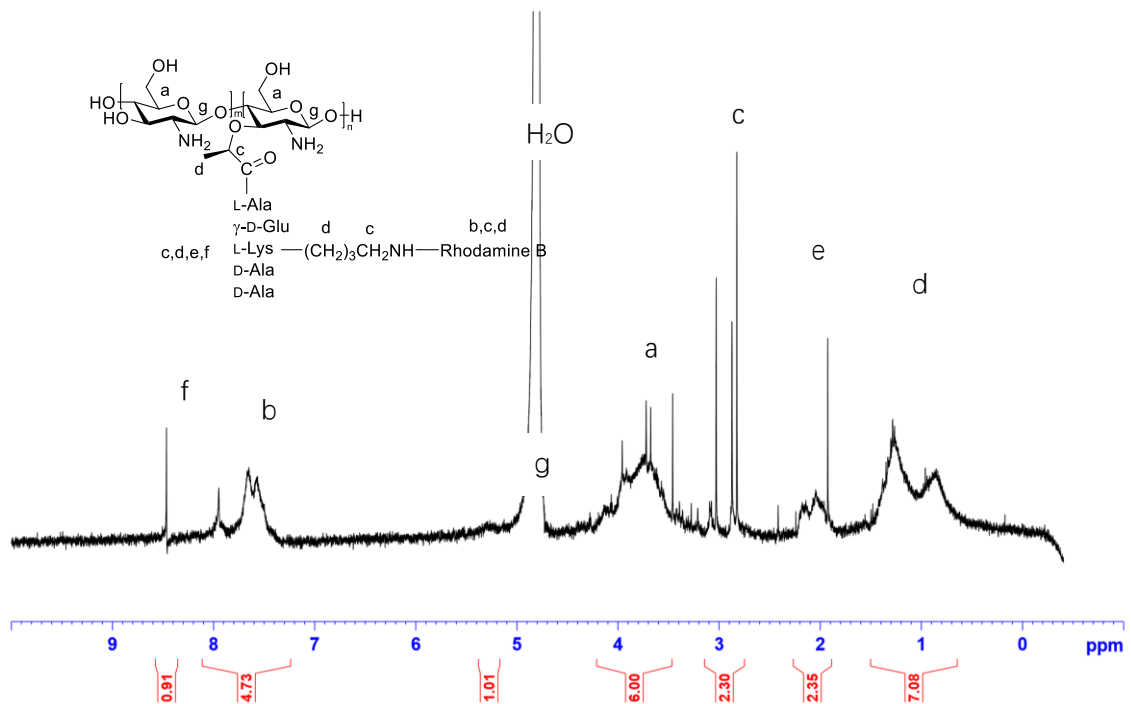 OH
OH
a
a
HO
O
g
O
m
O
g
O
H
n
HO
NH2
O
NH2
c
d
C
O
L-Ala
γ-D-Glu
d
c
b,c,d
c,d,e,f
L-Lys
(CH2)3CH2NH
Rhodamine B
D-Ala
D-Ala
H2O
c
e
d
a
f
b
g
9 8 7 6 5 4 3 2 1 0 ppm
0.91 4.73 1.01 6.00 2.30 2.35 7.08